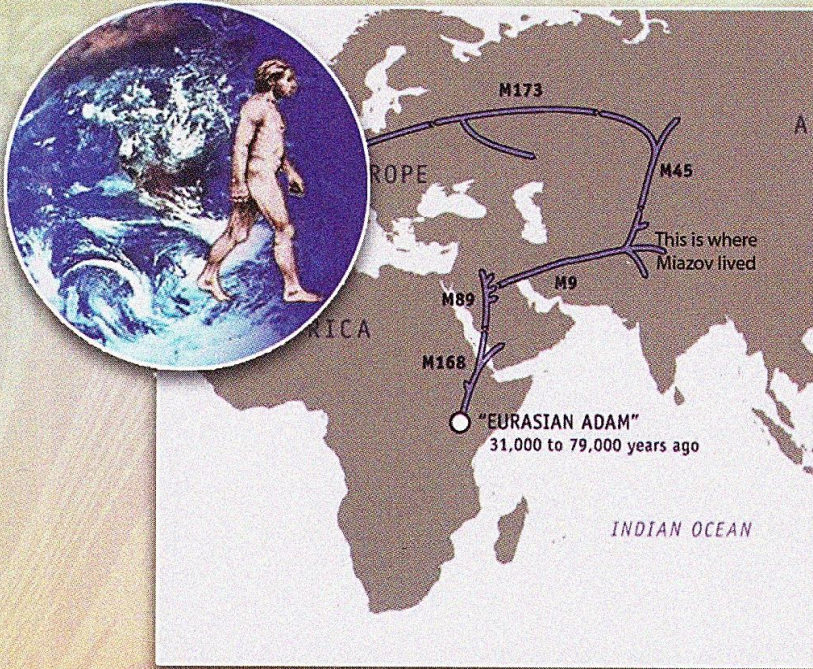 M173
A
ROPE
M45
This is where
Miazov lived
M9
M89
RICA
M168
"EURASIAN ADAM"
31,000 to 79,000 years ago
INDIAN OCEAN